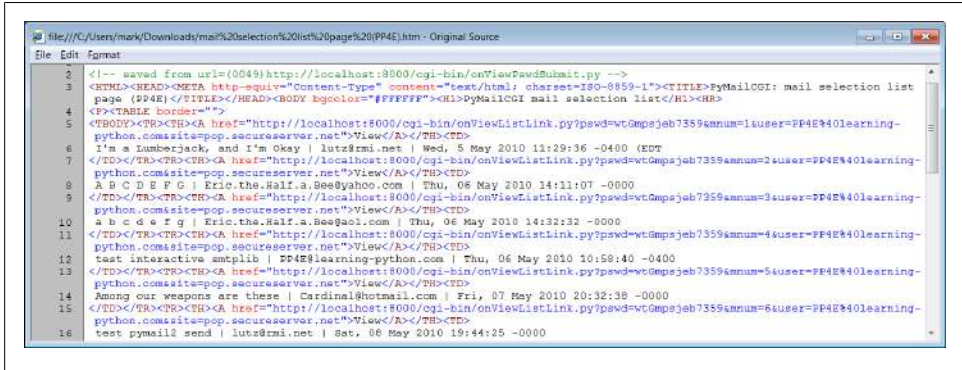 file:///C:/Users/mark/Downloads/mail%20selection%20list%20page%20(PP4E).htm - Original Source
File Edit Format
2 <!-- saved from url=(0049)http://localhost:8000/cgi-bin/onViewPswdSubmit.py -->
3 <HTML><HEAD><META http-equiv="Content-Type" content="text/html; charset=ISO-8859-1"><TITLE>PyMailCGI: mail selection list
page (PP4E)</TITLE></HEAD><BODY bgcolor="#FFFFFF"><H1>PyMailCGI mail selection list</H1><HR>
4 <P><TABLE border="">
5 <TBODY><TR><TH><A href="http://localhost:8000/cgi-bin/onViewListLink.py?pswd=wtGmpsjeb7359&mnum=1&user=PP4E%40learning-
python.com&site=pop.secureserver.net">View</A></TH><TD>
6 I'm a Lumberjack, and I'm Okay | lutz@rmi.net | Wed, 5 May 2010 11:29:36 -0400 (EDT
7 </TD></TR><TR><TH><A href="http://localhost:8000/cgi-bin/onViewListLink.py?pswd=wtGmpsjeb7359&mnum=2&user=PP4E%40learning-
python.com&site=pop.secureserver.net">View</A></TH><TD>
8 A B C D E F G | Eric.the.Half.a.Bee@yahoo.com | Thu, 06 May 2010 14:11:07 -0000
9 </TD></TR><TR><TH><A href="http://localhost:8000/cgi-bin/onViewListLink.py?pswd=wtGmpsjeb7359&mnum=3&user=PP4E%40learning-
python.com&site=pop.secureserver.net">View</A></TH><TD>
10 a b c d e f g | Eric.the.Half.a.Bee@aol.com | Thu, 06 May 2010 14:32:32 -0000
11 </TD></TR><TR><TH><A href="http://localhost:8000/cgi-bin/onViewListLink.py?pswd=wtGmpsjeb7359&mnum=4&user=PP4E%40learning-
python.com&site=pop.secureserver.net">View</A></TH><TD>
12 test interactive smtplib | PP4E@learning-python.com | Thu, 06 May 2010 10:58:40 -0400
13 </TD></TR><TR><TH><A href="http://localhost:8000/cgi-bin/onViewListLink.py?pswd=wtGmpsjeb7359&mnum=5&user=PP4E%40learning-
python.com&site=pop.secureserver.net">View</A></TH><TD>
14 Among our weapons are these | Cardinal@hotmail.com | Fri, 07 May 2010 20:32:38 -0000
15 </TD></TR><TR><TH><A href="http://localhost:8000/cgi-bin/onViewListLink.py?pswd=wtGmpsjeb7359&mnum=6&user=PP4E%40learning-
python.com&site=pop.secureserver.net">View</A></TH><TD>
16 test pymail2 send | lutz@rmi.net | Sat, 08 May 2010 19:44:25 -0000